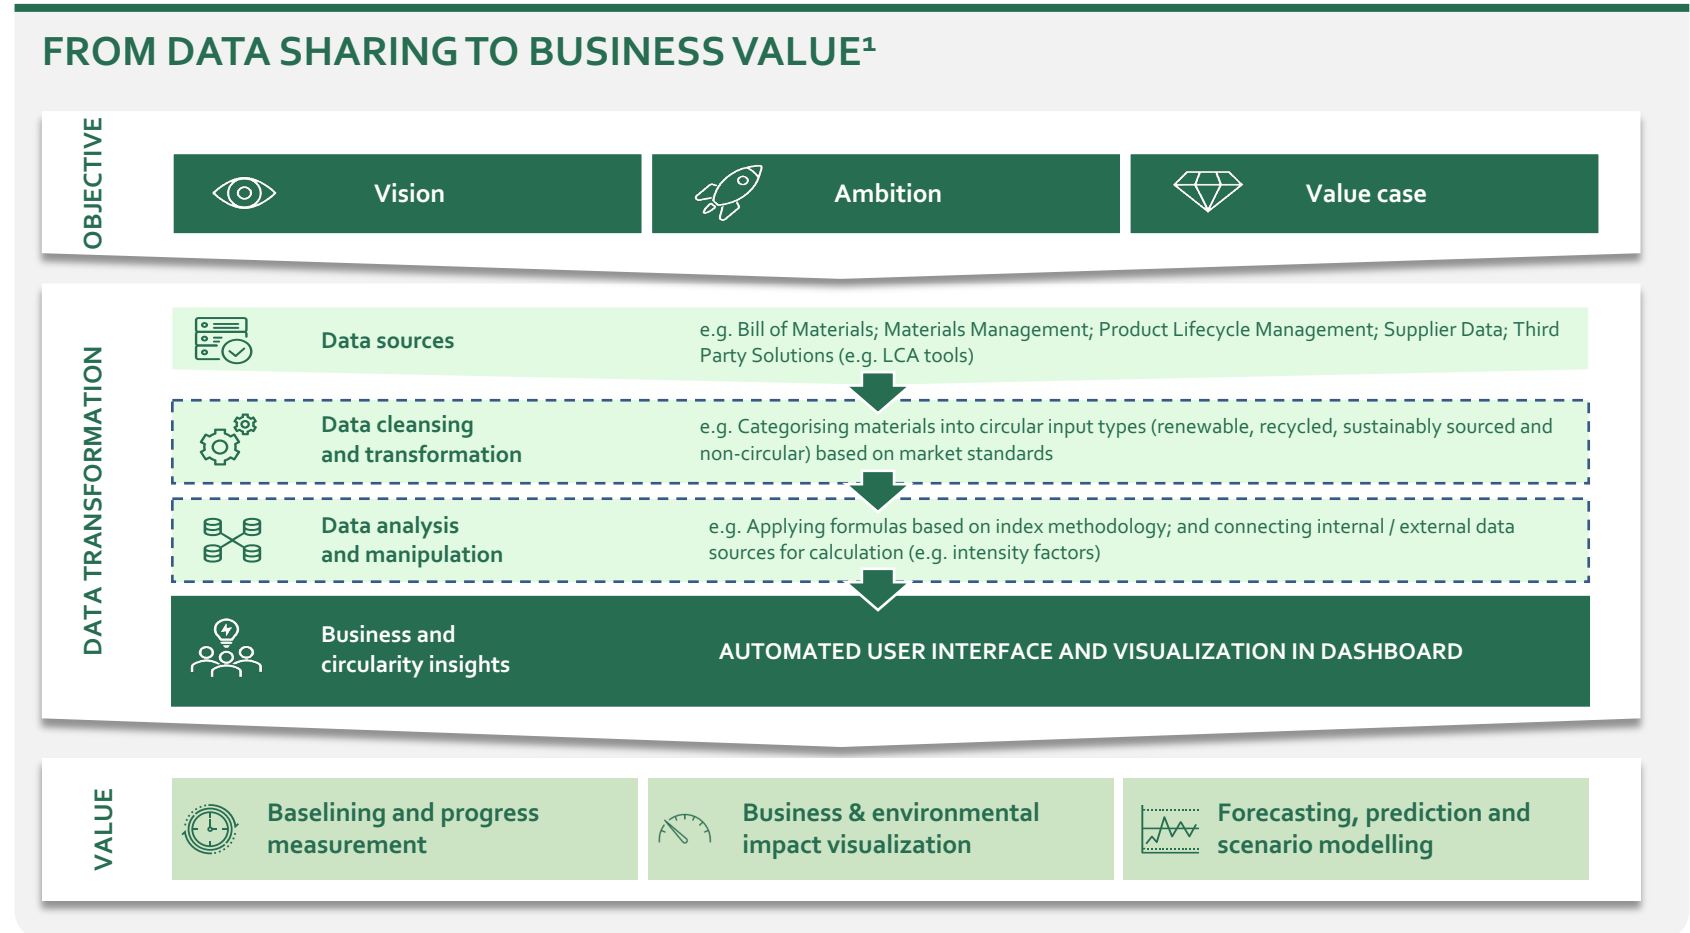 FROM DATA SHARING TO BUSINESS VALUE¹
OBJECTIVE
Vision
Ambition
Value case
DATA TRANSFORMATION
Data sources
e.g. Bill of Materials; Materials Management; Product Lifecycle Management; Supplier Data; Third
Party Solutions (e.g. LCA tools)
Data cleansing
and transformation
e.g. Categorising materials into circular input types (renewable, recycled, sustainably sourced and
non-circular) based on market standards
Data analysis
and manipulation
e.g. Applying formulas based on index methodology; and connecting internal / external data
sources for calculation (e.g. intensity factors)
Business and
circularity insights
AUTOMATED USER INTERFACE AND VISUALIZATION IN DASHBOARD
VALUE
Baselining and progress
measurement
Business & environmental
impact visualization
Forecasting, prediction and
scenario modelling